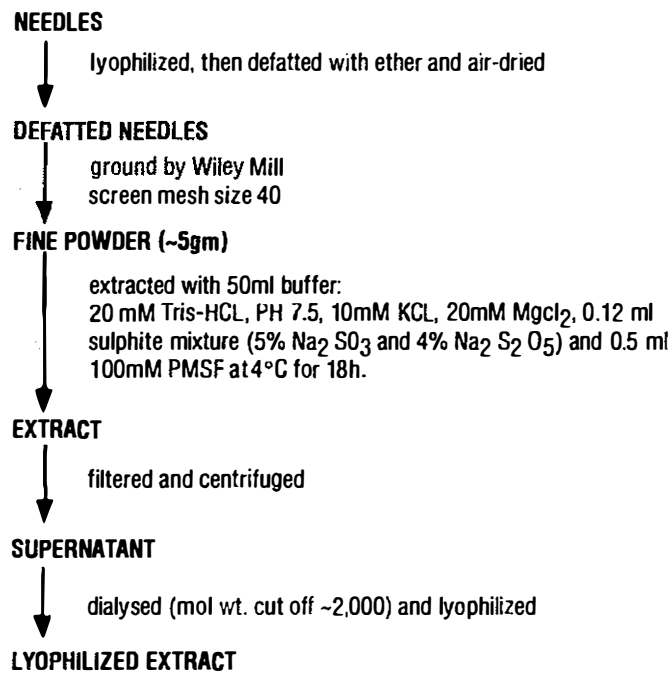 NEEDLES
lyophilized, then defatted with ether and air-dried
DEFATTED NEEDLES
ground by Wiley Mill
screen mesh size 40
FINE POWDER (~5gm)
extracted with 50ml buffer:
20 mM Tris-HCL, PH 7.5, 10mM KCL, 20mM Mgcl₂, 0.12 ml
sulphite mixture (5% Na₂ SO₃ and 4% Na₂ S₂ O₅) and 0.5 ml
100mM PMSF at 4°C for 18h.
EXTRACT
filtered and centrifuged
SUPERNATANT
dialysed (mol wt. cut off ~2,000) and lyophilized
LYOPHILIZED EXTRACT